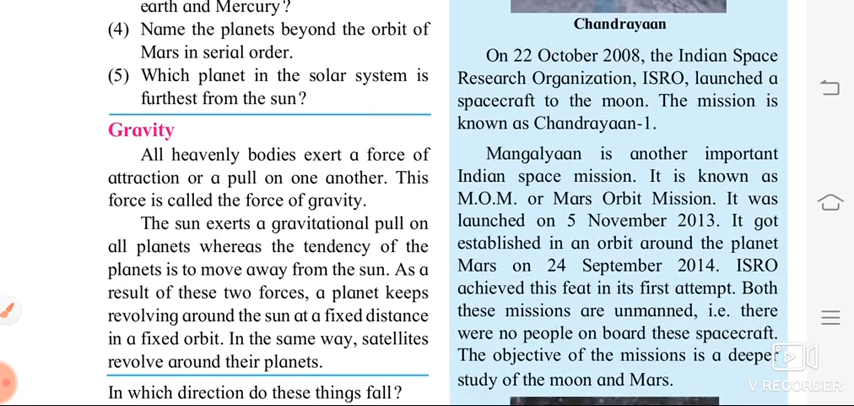 earth and Mercury?
(4) Name the planets beyond the orbit of
Mars in serial order.
(5) Which planet in the solar system is
furthest from the sun?
Gravity
All heavenly bodies exert a force of
attraction or a pull on one another. This
force is called the force of gravity.
The sun exerts a gravitational pull on
all planets whereas the tendency of the
planets is to move away from the sun. As a
result of these two forces, a planet keeps
revolving around the sun at a fixed distance
in a fixed orbit. In the same way, satellites
revolve around their planets.
In which direction do these things fall?
Chandrayaan
On 22 October 2008, the Indian Space
Research Organization, ISRO, launched a
spacecraft to the moon. The mission is
known as Chandrayaan-1.
Mangalyaan is another important
Indian space mission. It is known as
M.O.M. or Mars Orbit Mission. It was
launched on 5 November 2013. It got
established in an orbit around the planet
Mars on 24 September 2014. ISRO
achieved this feat in its first attempt. Both
these missions are unmanned, i.e. there
were no people on board these spacecraft.
The objective of the missions is a deeper
study of the moon and Mars.
V RECORDER